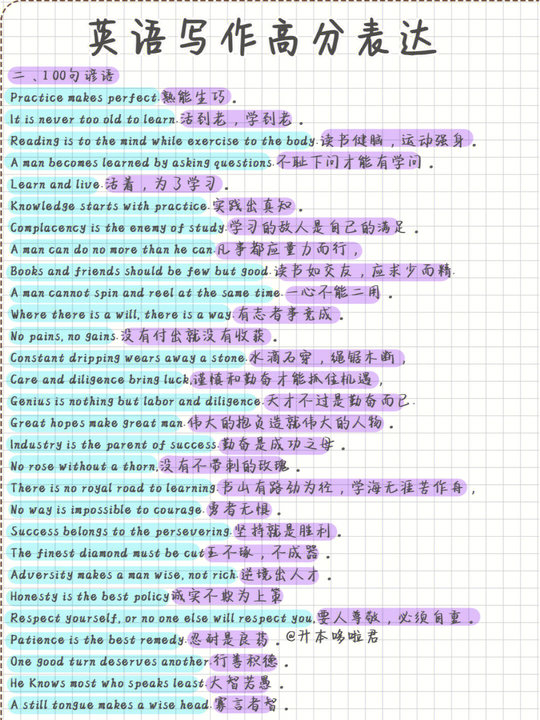 英语写作高分表达
二、100句谚语
Practice makes perfect.熟能生巧。
It is never too old to learn.活到老，学到老。
Reading is to the mind while exercise to the body.读书健脑，运动强身。
A man becomes learned by asking questions.不耻下问才能有学问。
Learn and live.活着，为了学习。
Knowledge starts with practice.实践出真知。
Complacency is the enemy of study.学习的敌人是自己的满足。
A man can do no more than he can.凡事都应量力而行，
Books and friends should be few but good.读书如交友，应求少而精.
A man cannot spin and reel at the same time.一心不能二用。
Where there is a will, there is a way.有志者事竟成。
No pains, no gains.没有付出就没有收获。
Constant dripping wears away a stone.水滴石穿，绳锯木断，
Care and diligence bring luck,谨慎和勤奋才能抓住机遇，
Genius is nothing but labor and diligence.天才不过是勤奋而已.
Great hopes make great man.伟大的抱负造就伟大的人物。
Industry is the parent of success.勤奋是成功之母。
No rose without a thorn.没有不带刺的玫瑰。
There is no royal road to learning.书山有路勤为径，学海无涯苦作舟，
No way is impossible to courage.勇者无惧。
Success belongs to the persevering.坚持就是胜利。
The finest diamond must be cut玉不琢，不成器。
Adversity makes a man wise, not rich.逆境出人才。
Honesty is the best policy诚实不欺为上策
Respect yourself, or no one else will respect you,要人尊敬，必须自重。
Patience is the best remedy.忍耐是良药。@升本哆啦君
One good turn deserves another.行善积德。
He Knows most who speaks least.大智若愚。
A still tongue makes a wise head.寡言者智。